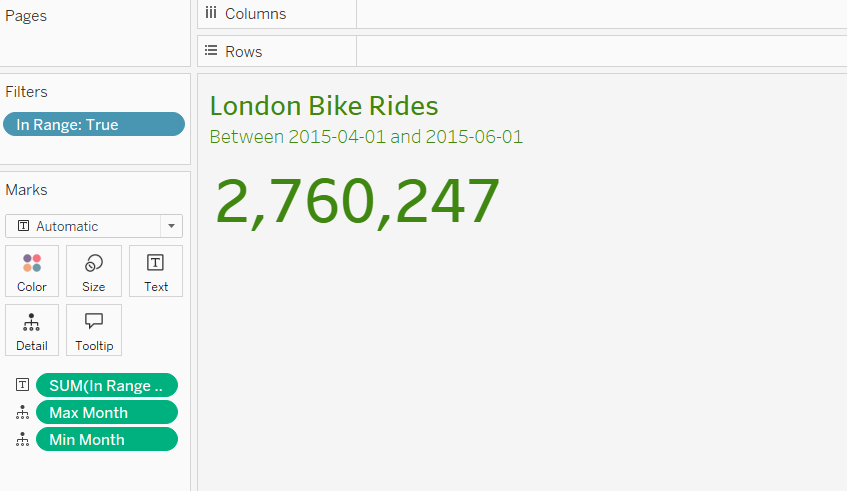 Pages
Columns
Rows
Filters
In Range: True
Marks
Automatic
Color
Size
Text
Detail
Tooltip
SUM(In Range ..
Max Month
Min Month
London Bike Rides
Between 2015-04-01 and 2015-06-01
2,760,247